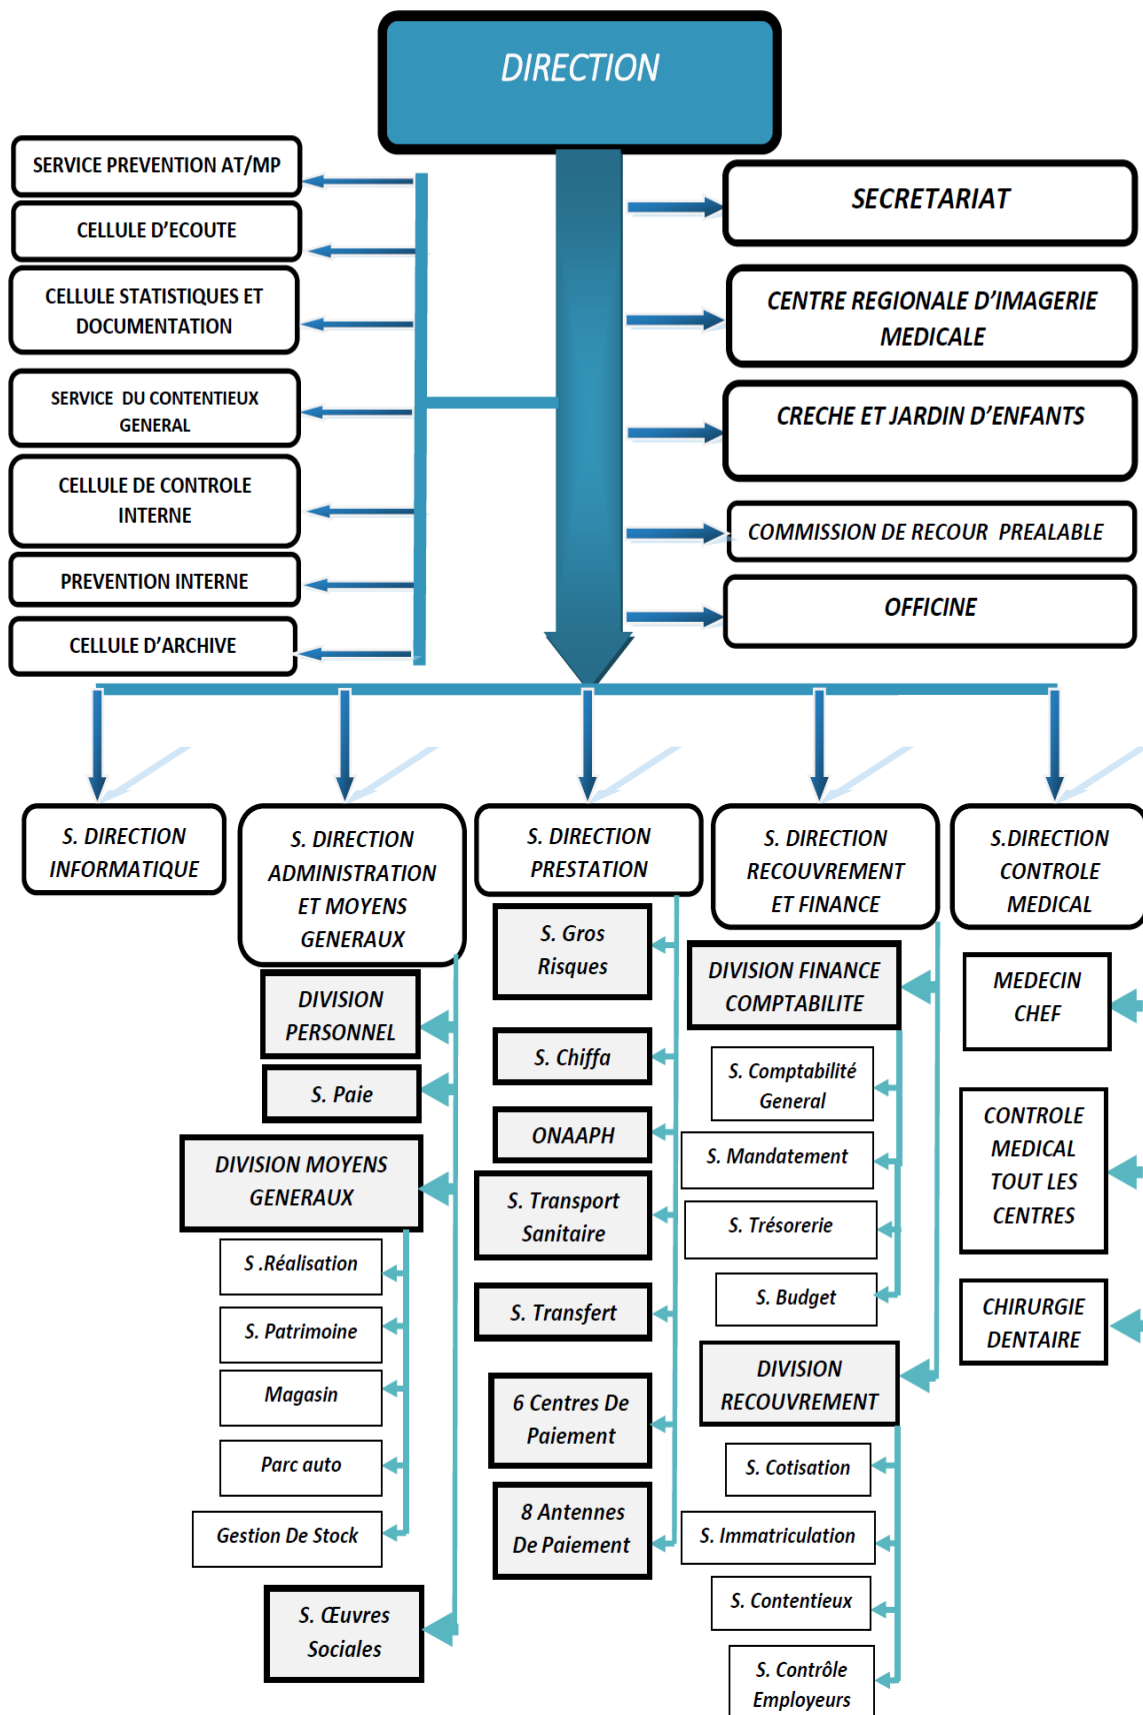 DIRECTION
SERVICE PREVENTION AT/MP
CELLULE D'ECOUTE
CELLULE STATISTIQUES ET
DOCUMENTATION
SERVICE DU CONTENTIEUX
GENERAL
CELLULE DE CONTROLE
INTERNE
PREVENTION INTERNE
CELLULE D'ARCHIVE
SECRETARIAT
CENTRE REGIONALE D'IMAGERIE
MEDICALE
CRECHE ET JARDIN D'ENFANTS
COMMISSION DE RECOUR PREALABLE
OFFICINE
S. DIRECTION
INFORMATIQUE
S. DIRECTION
ADMINISTRATION
ET MOYENS
GENERAUX
DIVISION
PERSONNEL
S. Paie
DIVISION MOYENS
GENERAUX
S .Réalisation
S. Patrimoine
Magasin
Parc auto
Gestion De Stock
S. Œuvres
Sociales
S. DIRECTION
PRESTATION
S. Gros
Risques
S. Chiffa
ONAAPH
S. Transport
Sanitaire
S. Transfert
6 Centres De
Paiement
8 Antennes
De Paiement
S. DIRECTION
RECOUVREMENT
ET FINANCE
DIVISION FINANCE
COMPTABILITE
S. Comptabilité
General
S. Mandatement
S. Trésorerie
S. Budget
DIVISION
RECOUVREMENT
S. Cotisation
S. Immatriculation
S. Contentieux
S. Contrôle
Employeurs
S.DIRECTION
CONTROLE
MEDICAL
MEDECIN
CHEF
CONTROLE
MEDICAL
TOUT LES
CENTRES
CHIRURGIE
DENTAIRE